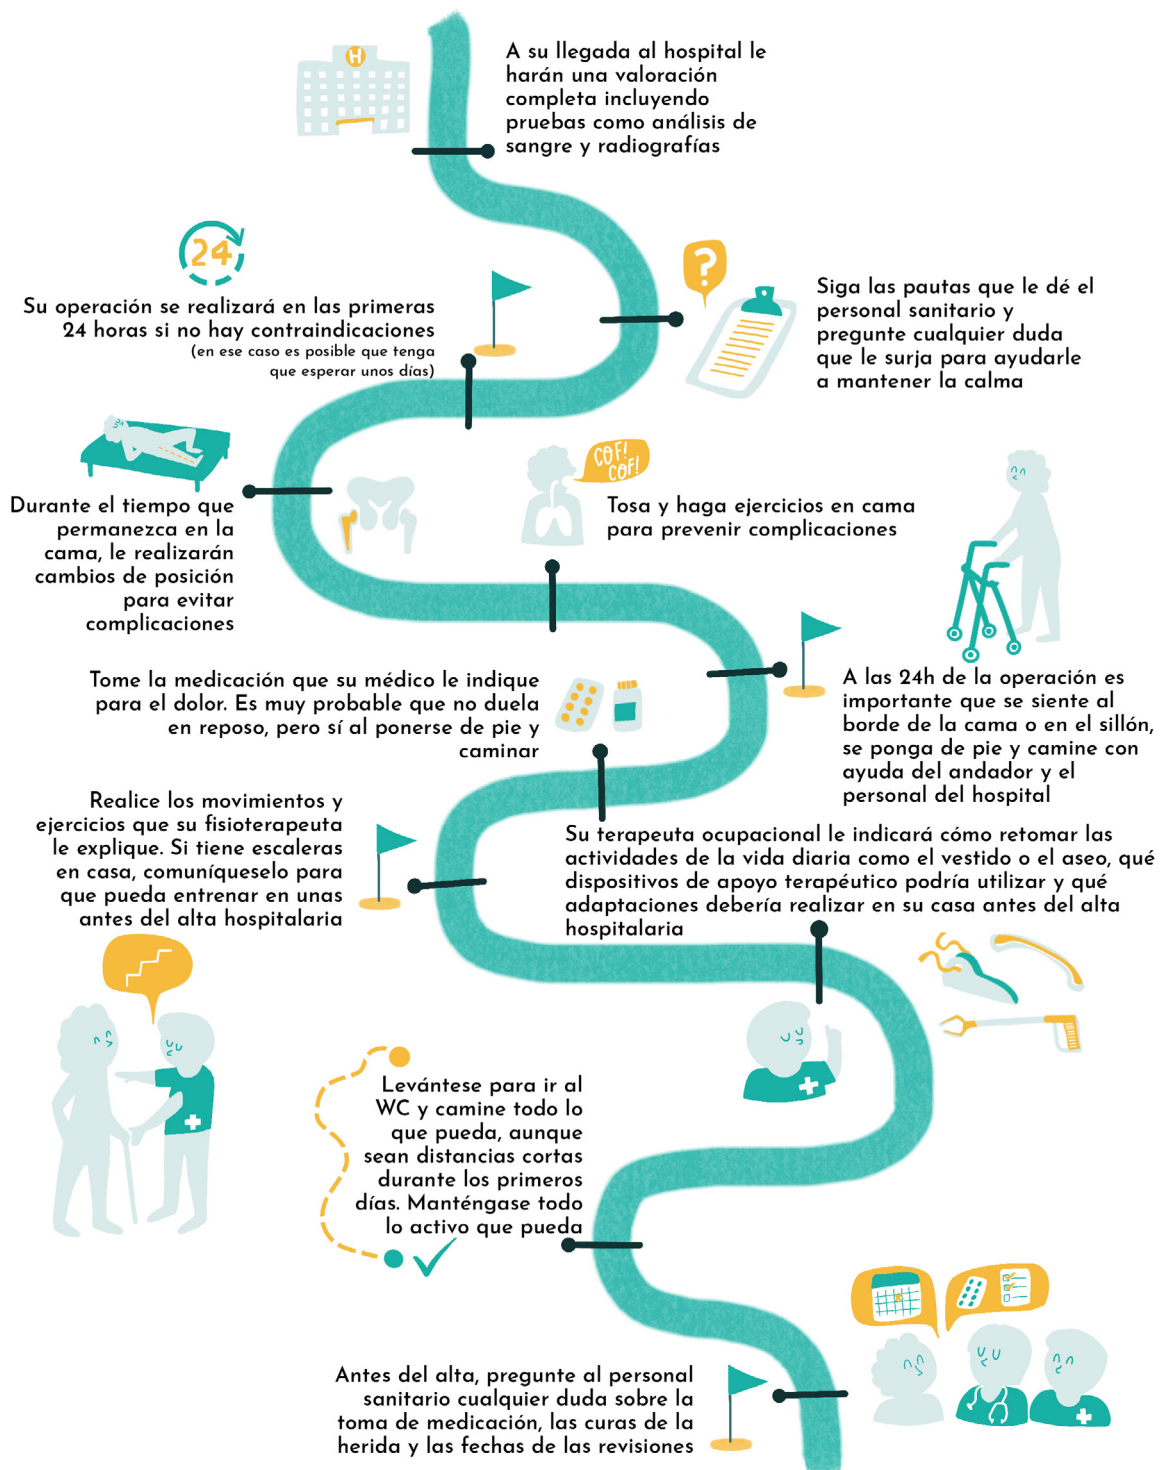 H
A su llegada al hospital le
harán una valoración
completa incluyendo
pruebas como análisis de
sangre y radiografías
?
Siga las pautas que le dé el
personal sanitario y
pregunte cualquier duda
que le surja para ayudarle
a mantener la calma
24
Su operación se realizará en las primeras
24 horas si no hay contraindicaciones
(en ese caso es posible que tenga
que esperar unos días)
Durante el tiempo que
permanezca en la
cama, le realizarán
cambios de posición
para evitar
complicaciones
COF!
COF!
Tosa y haga ejercicios en cama
para prevenir complicaciones
A las 24h de la operación es
importante que se siente al
borde de la cama o en el sillón,
se ponga de pie y camine con
ayuda del andador y el
personal del hospital
Tome la medicación que su médico le indique
para el dolor. Es muy probable que no duela
en reposo, pero sí al ponerse de pie y
caminar
Realice los movimientos y
ejercicios que su fisioterapeuta
le explique. Si tiene escaleras
en casa, comuníqueselo para
que pueda entrenar en unas
antes del alta hospitalaria
Su terapeuta ocupacional le indicará cómo retomar las
actividades de la vida diaria como el vestido o el aseo, qué
dispositivos de apoyo terapéutico podría utilizar y qué
adaptaciones debería realizar en su casa antes del alta
hospitalaria
Levántese para ir al
WC y camine todo lo
que pueda, aunque
sean distancias cortas
durante los primeros
días. Manténgase todo
lo activo que pueda
Antes del alta, pregunte al personal
sanitario cualquier duda sobre la
toma de medicación, las curas de la
herida y las fechas de las revisiones